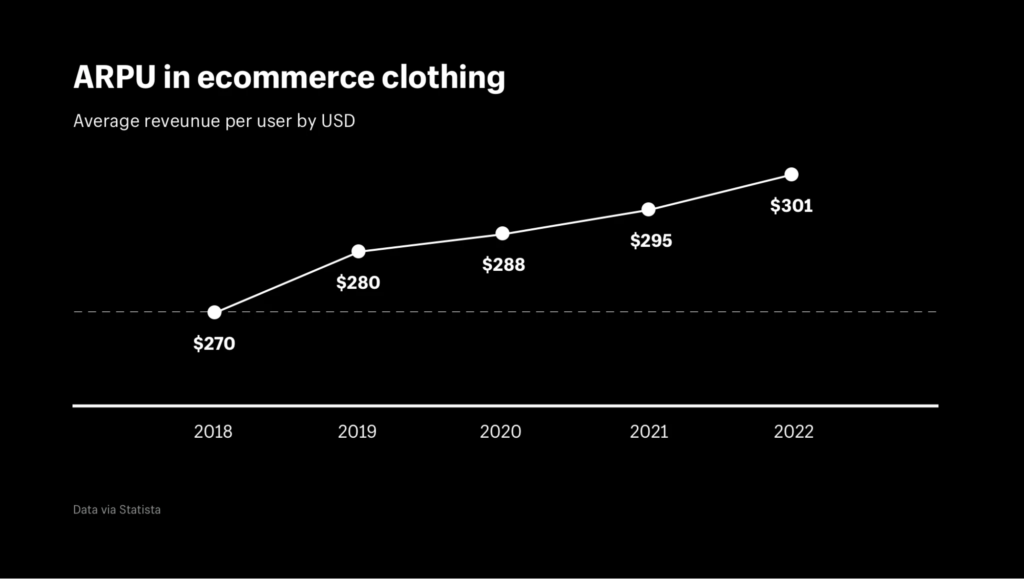 ARPU in ecommerce clothing
Average reveunue per user by USD
$301
$295
$288
$280
$270
2018 2019 2020 2021 2022
Data via Statista